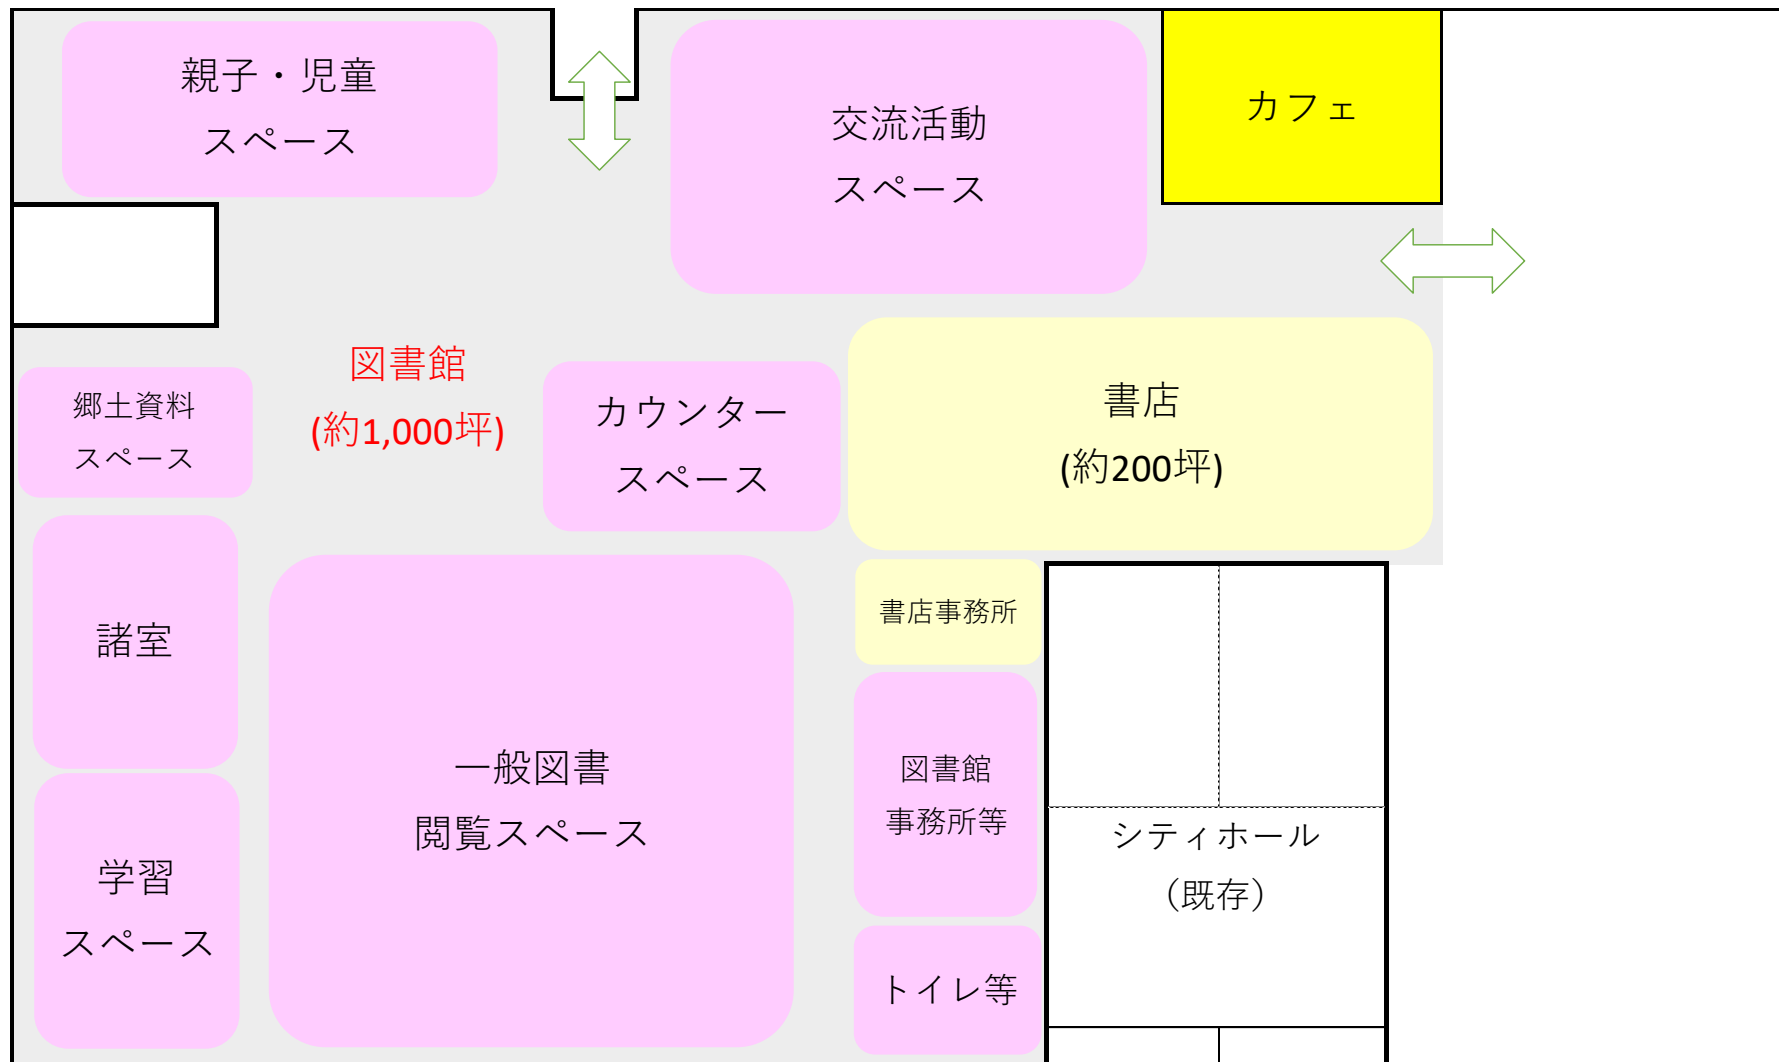 親子・児童
スペース
交流活動
スペース
カフェ
図書館
(約1,000坪)
郷土資料
スペース
カウンター
スペース
書店
(約200坪)
諸室
書店事務所
一般図書
閲覧スペース
図書館
事務所等
シティホール
（既存）
学習
スペース
トイレ等